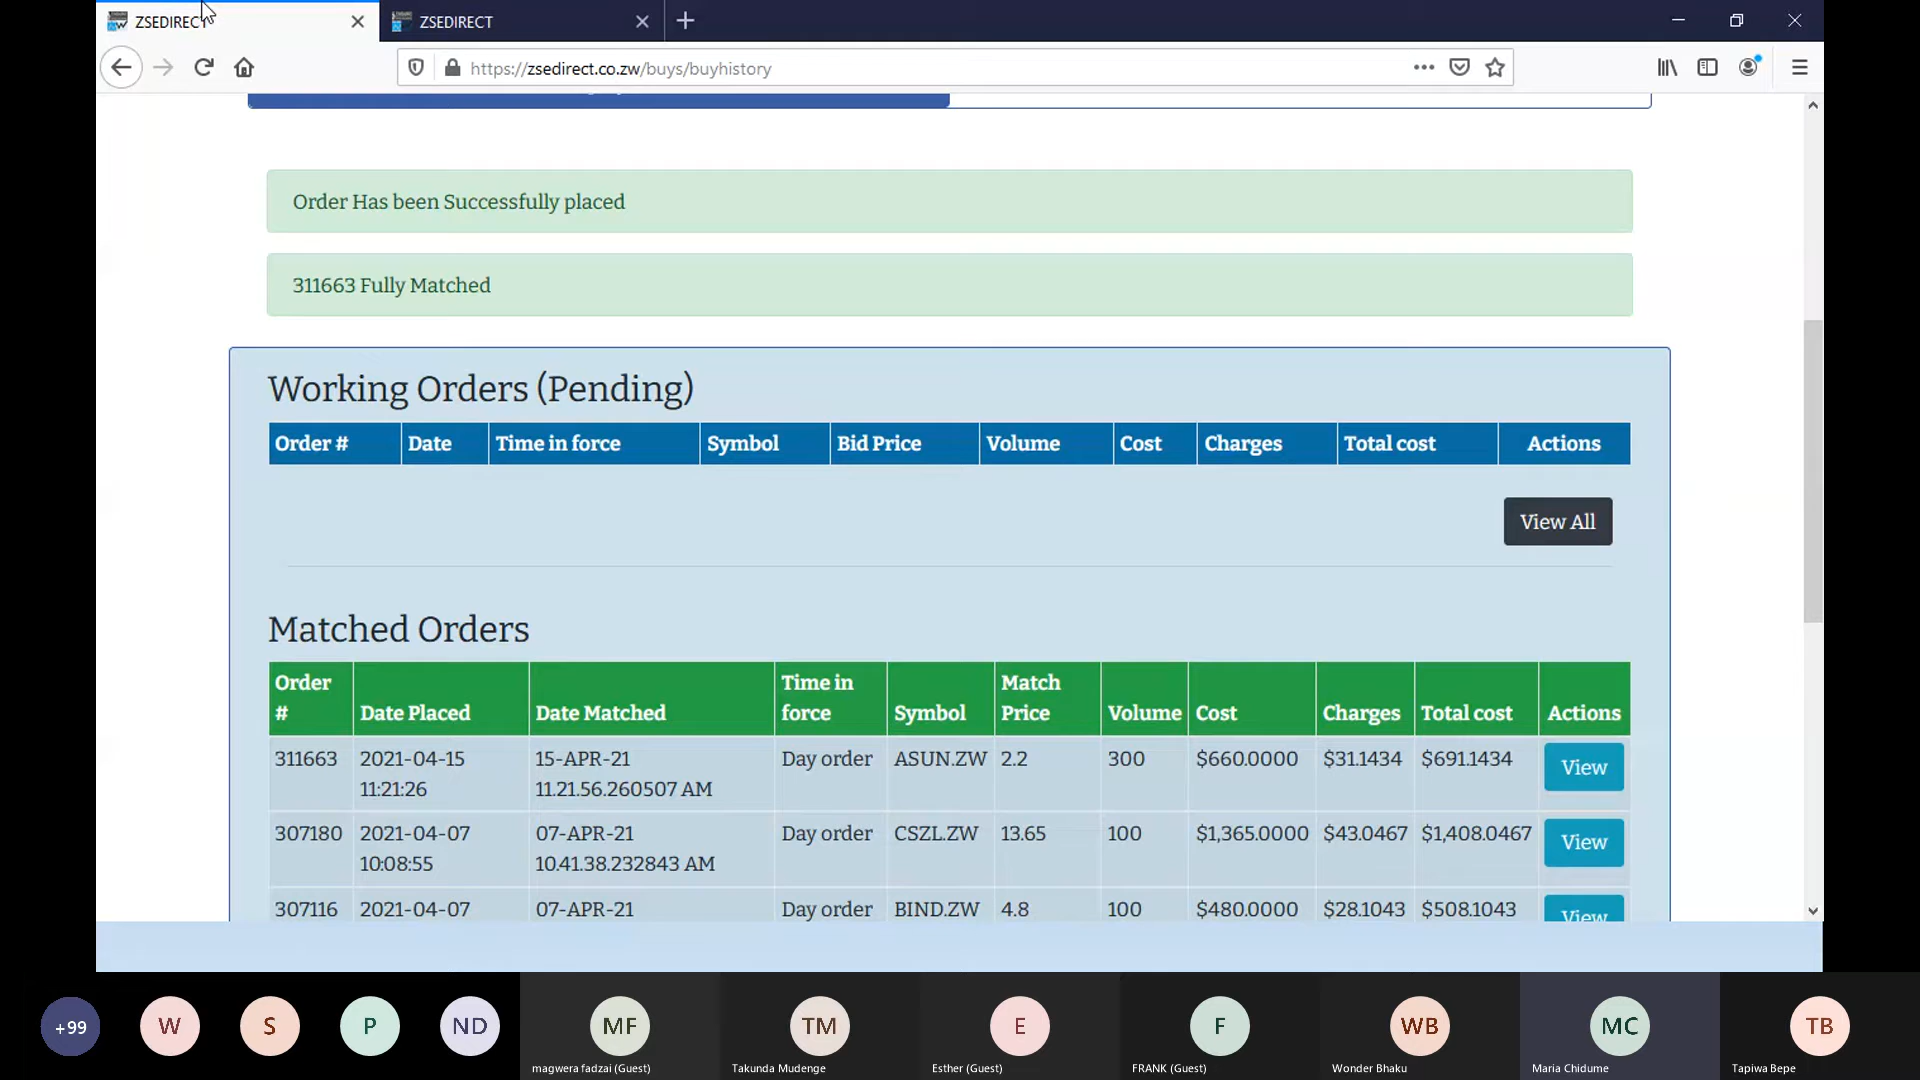 ZSEDIRECT
ZSEDIRECT
https://zsedirect.co.zw/buys/buyhistory
Order Has been Successfully placed
311663 Fully Matched
Working Orders (Pending)
Order # Date Time in force Symbol Bid Price Volume Cost Charges Total cost Actions
View All
Matched Orders
Order # Date Placed Date Matched Time in force Symbol Match Price Volume Cost Charges Total cost Actions
311663 2021-04-15 11:21:26 15-APR-21 11.21.56.260507 AM Day order ASUN.ZW 2.2 300 $660.0000 $31.1434 $691.1434 View
307180 2021-04-07 10:08:55 07-APR-21 10.41.38.232843 AM Day order CSZL.ZW 13.65 100 $1,365.0000 $43.0467 $1,408.0467 View
307116 2021-04-07 07-APR-21 Day order BIND.ZW 4.8 100 $480.0000 $28.1043 $508.1043 View
+99 W S P ND MF TM E F WB MC TB
magwera fadzai (Guest) Takunda Mudenge Esther (Guest) FRANK (Guest) Wonder Bhaku Maria Chidume Tapiwa Bepe